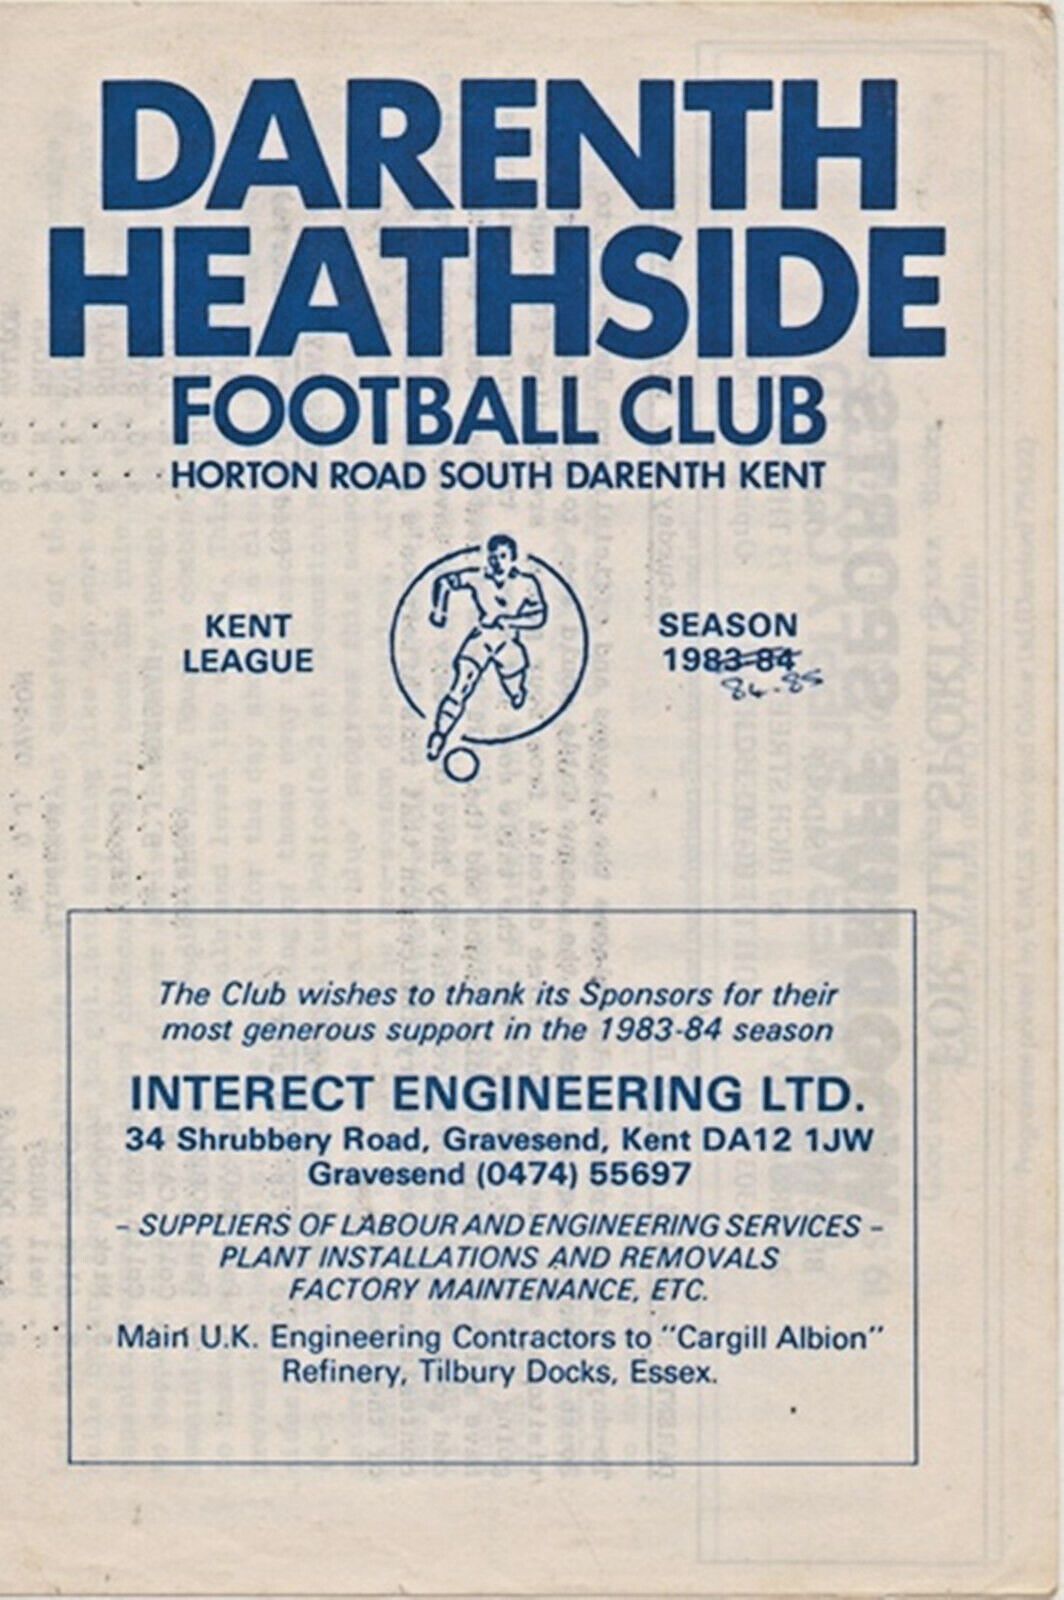 DARENTH
HEATHSIDE
FOOTBALL CLUB
HORTON ROAD SOUTH DARENTH KENT
KENT
LEAGUE
SEASON
1983-84
84-85
The Club wishes to thank its Sponsors for their
most generous support in the 1983-84 season
INTERECT ENGINEERING LTD.
34 Shrubbery Road, Gravesend, Kent DA12 1JW
Gravesend (0474) 55697
- SUPPLIERS OF LABOUR AND ENGINEERING SERVICES -
PLANT INSTALLATIONS AND REMOVALS
FACTORY MAINTENANCE, ETC.
Main U.K. Engineering Contractors to "Cargill Albion"
Refinery, Tilbury Docks, Essex.